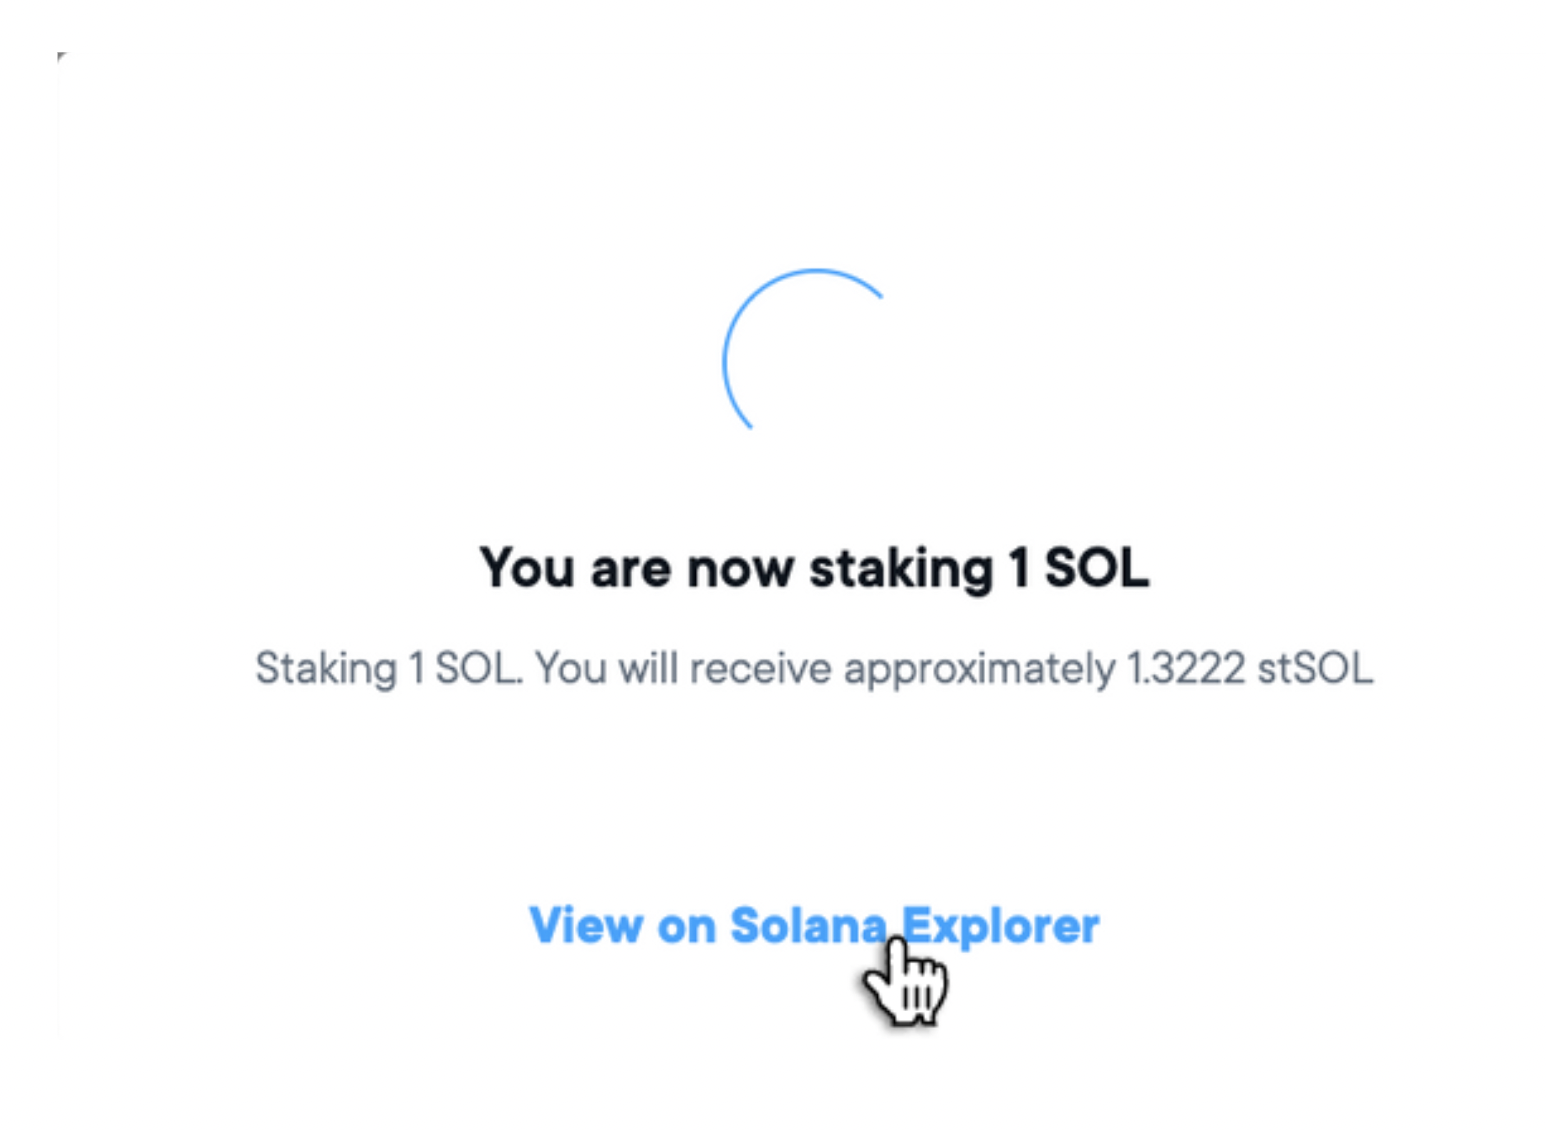 You are now staking 1 SOL
Staking 1 SOL. You will receive approximately 1.3222 stSOL
View on Solana Explorer